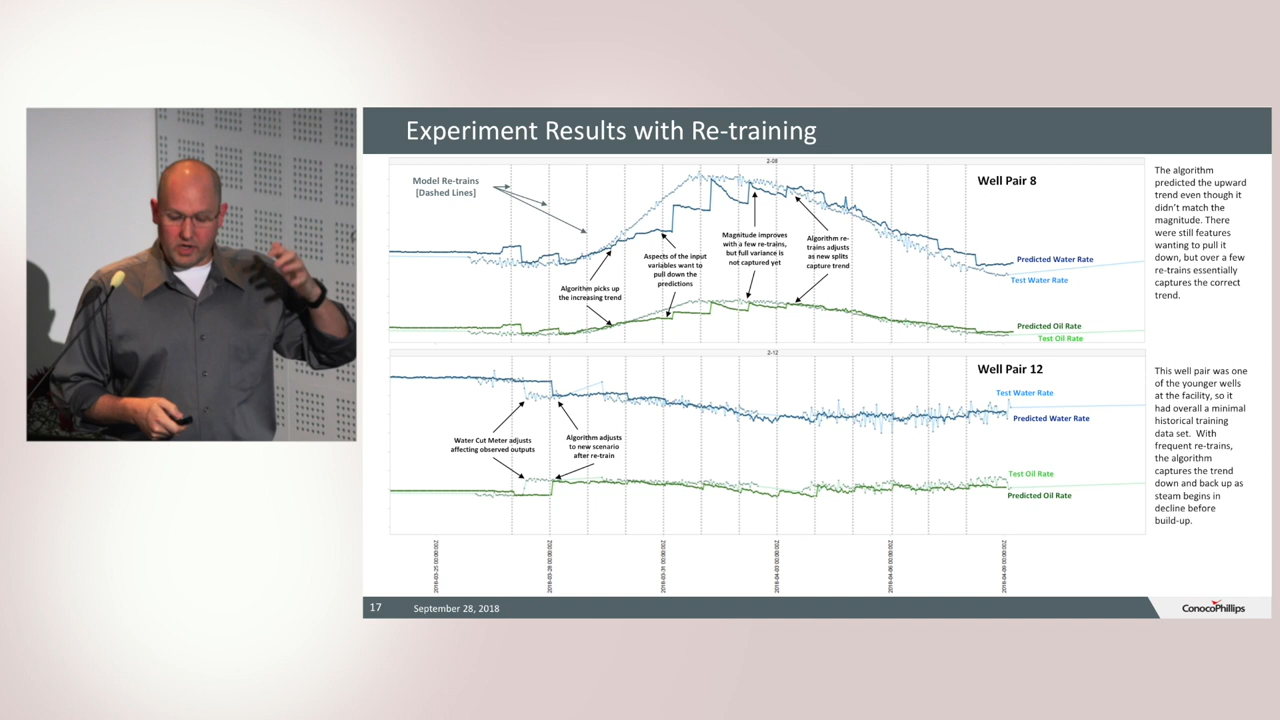 Experiment Results with Re-training
2-08
Model Re-trains
[Dashed Lines]
Well Pair 8
Algorithm picks up
the increasing trend
Aspects of the input
variables want to
pull down the
predictions
Magnitude improves
with a few re-trains,
but full variance is
not captured yet
Algorithm re-
trains adjusts
as new splits
capture trend
Predicted Water Rate
Test Water Rate
Predicted Oil Rate
Test Oil Rate
The algorithm
predicted the upward
trend even though it
didn't match the
magnitude. There
were still features
wanting to pull it
down, but over a few
re-trains essentially
captures the correct
trend.
2-12
Well Pair 12
Water Cut Meter adjusts
affecting observed outputs
Algorithm adjusts
to new scenario
after re-train
Test Water Rate
Predicted Water Rate
Test Oil Rate
Predicted Oil Rate
This well pair was one
of the younger wells
at the facility, so it
had overall a minimal
historical training
data set. With
frequent re-trains,
the algorithm
captures the trend
down and back up as
steam begins in
decline before
build-up.
17
September 28, 2018
ConocoPhillips